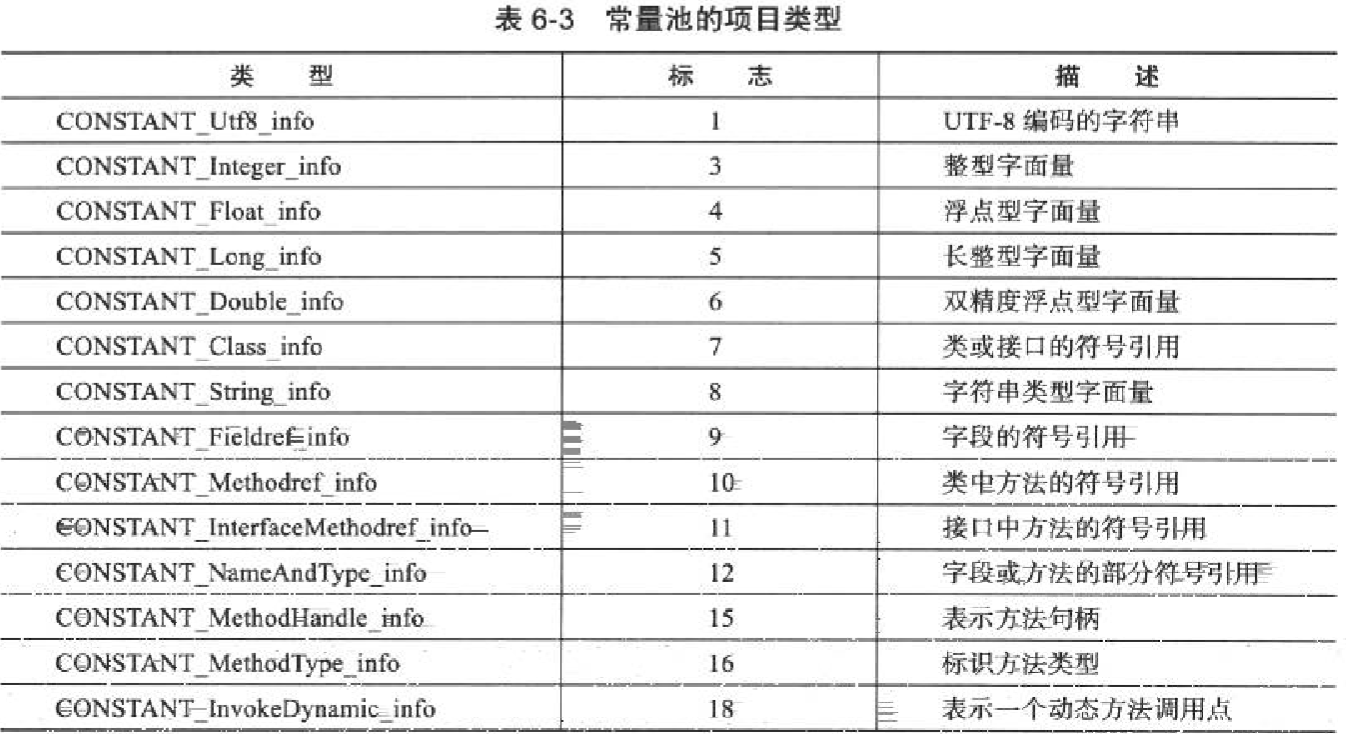 表 6-3 常量池的项目类型
类 型 标 志 描 述
CONSTANT_Utf8_info 1 UTF-8 编码的字符串
CONSTANT_Integer_info 3 整型字面量
CONSTANT_Float_info 4 浮点型字面量
CONSTANT_Long_info 5 长整型字面量
CONSTANT_Double_info 6 双精度浮点型字面量
CONSTANT_Class_info 7 类或接口的符号引用
CONSTANT_String_info 8 字符串类型字面量
CONSTANT_Fieldref_info 9 字段的符号引用
CONSTANT_Methodref_info 10 类中方法的符号引用
CONSTANT_InterfaceMethodref_info 11 接口中方法的符号引用
CONSTANT_NameAndType_info 12 字段或方法的部分符号引用
CONSTANT_MethodHandle_info 15 表示方法句柄
CONSTANT_MethodType_info 16 标识方法类型
CONSTANT_InvokeDynamic_info 18 表示一个动态方法调用点